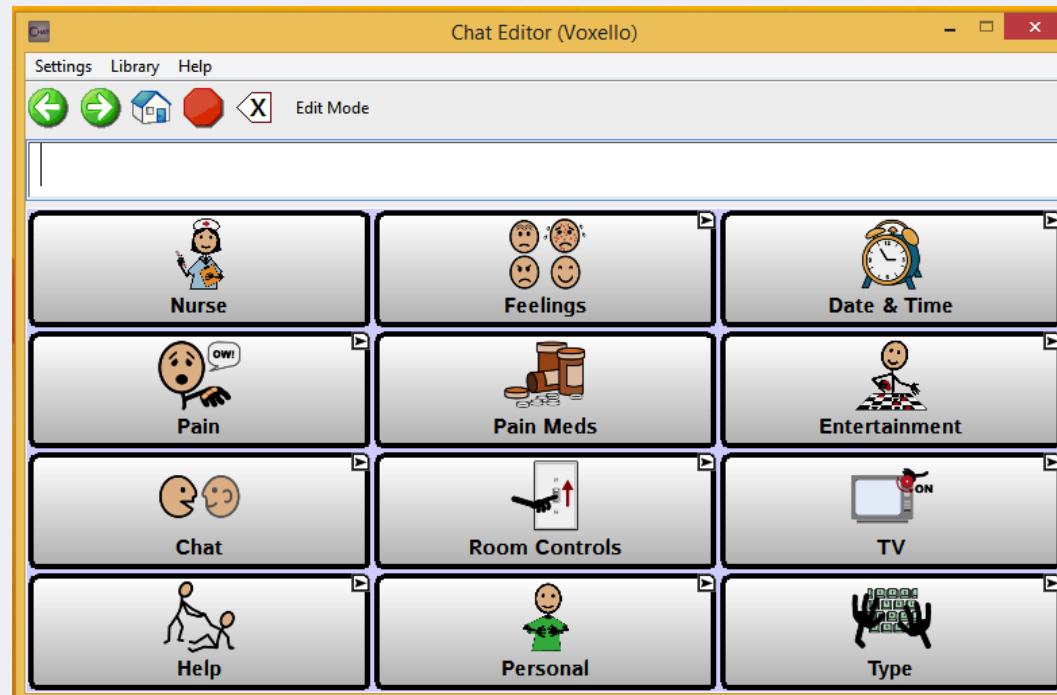 Chat Editor (Voxello)
Settings Library Help
X Edit Mode
Nurse
Feelings
Date & Time
OW!
Pain
Pain Meds
Entertainment
Chat
Room Controls
ON
TV
Help
Personal
Type